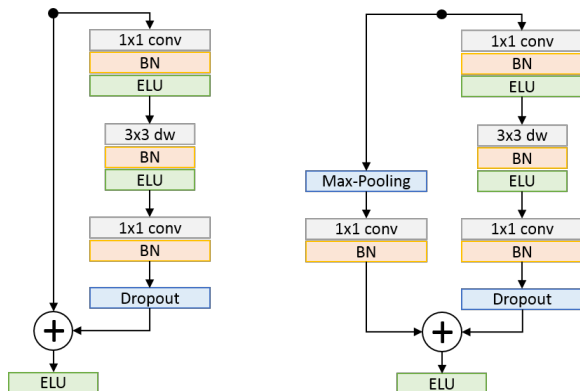 1x1 conv
BN
ELU
3x3 dw
BN
ELU
1x1 conv
BN
Dropout
+
ELU
1x1 conv
BN
ELU
3x3 dw
BN
ELU
Max-Pooling
1x1 conv
BN
1x1 conv
BN
Dropout
+
ELU